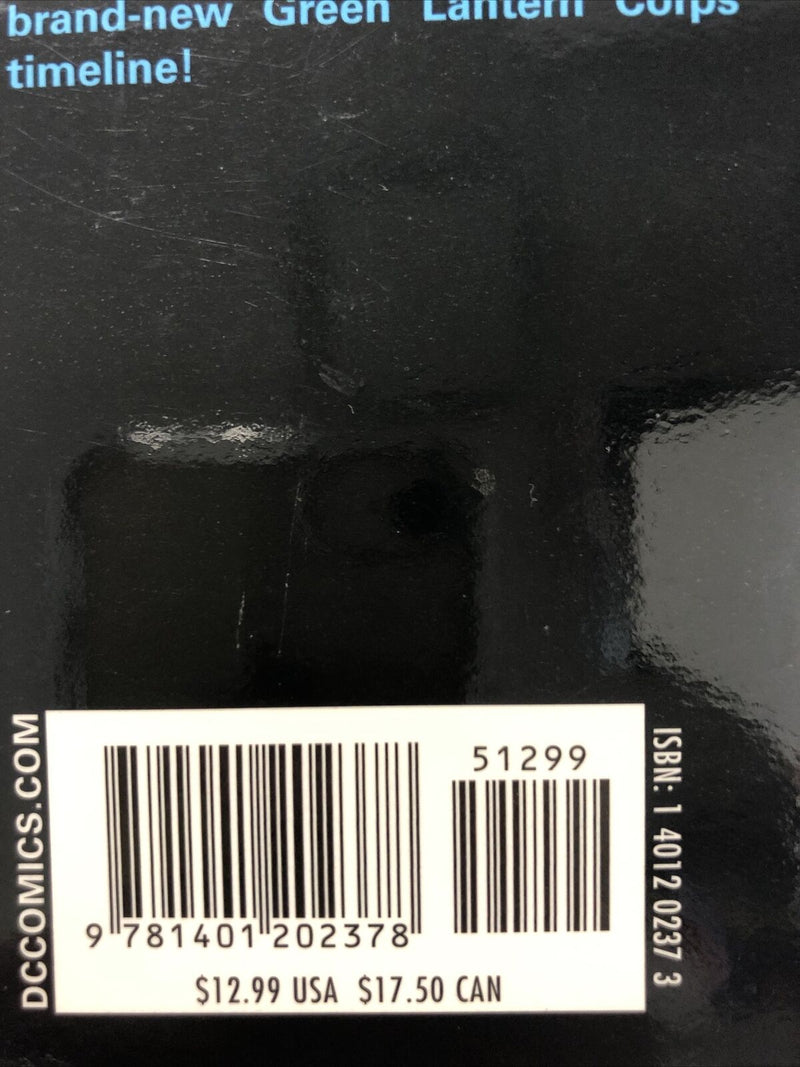 brand-new Green Lantern Corps
timeline!
DCCOMICS.COM
51299
9 781401 202378
$12.99 USA $17.50 CAN
ISBN: 1 4012 0237 3